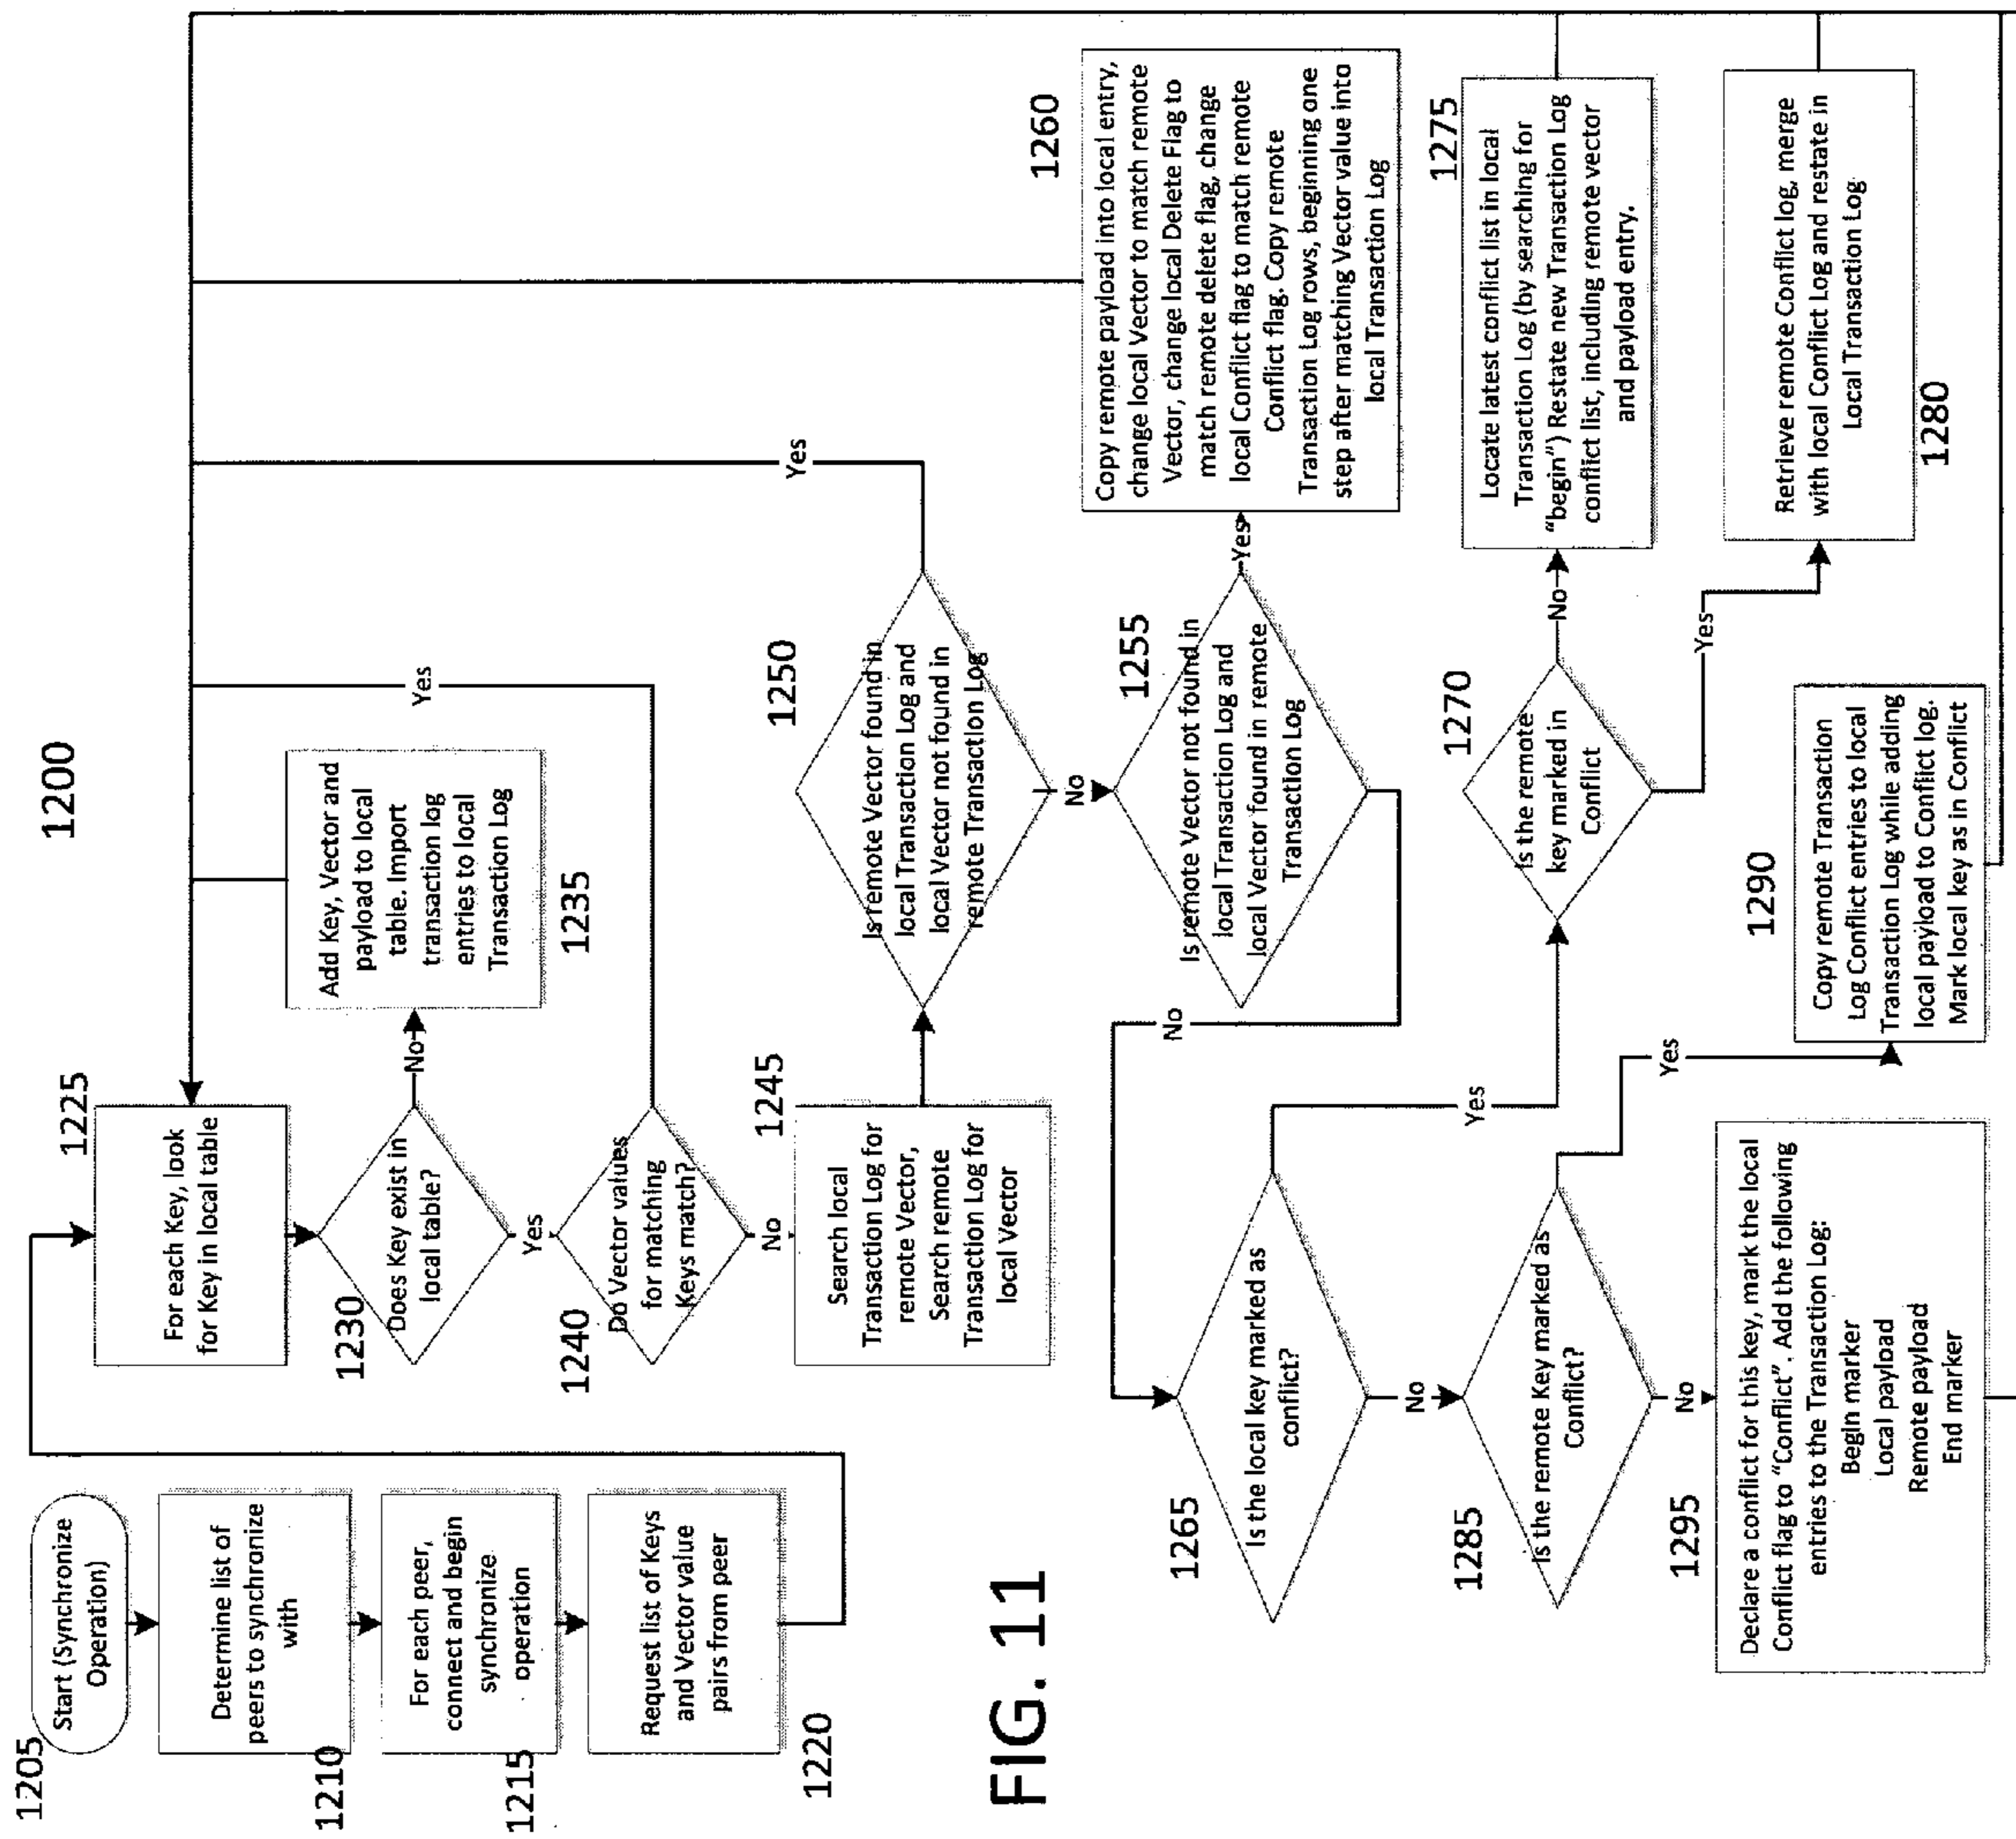 1200
1205
Start (Synchronize
Operation)
1210
Determine list of
peers to synchronize
with
1215
For each peer,
connect and begin
synchronize
operation
1220
Request list of Keys
and Vector value
pairs from peer
1225
For each Key, look
for Key in local table
1230
Does Key exist in
local table?
No
Yes
1235
Add Key, Vector and
payload to local
table. Import
transaction log
entries to local
Transaction Log
1240
Do Vector values
for matching
Keys match?
Yes
No
1245
Search local
Transaction Log for
remote Vector,
Search remote
Transaction Log for
local Vector
1250
Is remote Vector found in
local Transaction Log and
local Vector not found in
remote Transaction Log
Yes
No
1255
Is remote Vector not found in
local Transaction Log and
local Vector found in remote
Transaction Log
Yes
No
1260
Copy remote payload into local entry,
change local Vector to match remote
Vector, change local Delete Flag to
match remote delete flag, change
local Conflict flag to match remote
Conflict flag. Copy remote
Transaction Log rows, beginning one
step after matching Vector value into
local Transaction Log
1265
Is the local key marked as
conflict?
Yes
No
1270
Is the remote
key marked in
Conflict
No
Yes
1275
Locate latest conflict list in local
Transaction Log (by searching for
"begin") Restate new Transaction Log
conflict list, including remote vector
and payload entry.
1280
Retrieve remote Conflict log, merge
with local Conflict Log and restate in
Local Transaction Log
1285
Is the remote Key marked as
Conflict?
Yes
No
1290
Copy remote Transaction
Log Conflict entries to local
Transaction Log while adding
local payload to Conflict log.
Mark local key as in Conflict
1295
Declare a conflict for this key, mark the local
Conflict flag to "Conflict". Add the following
entries to the Transaction Log:
Begin marker
Local payload
Remote payload
End marker
FIG. 11